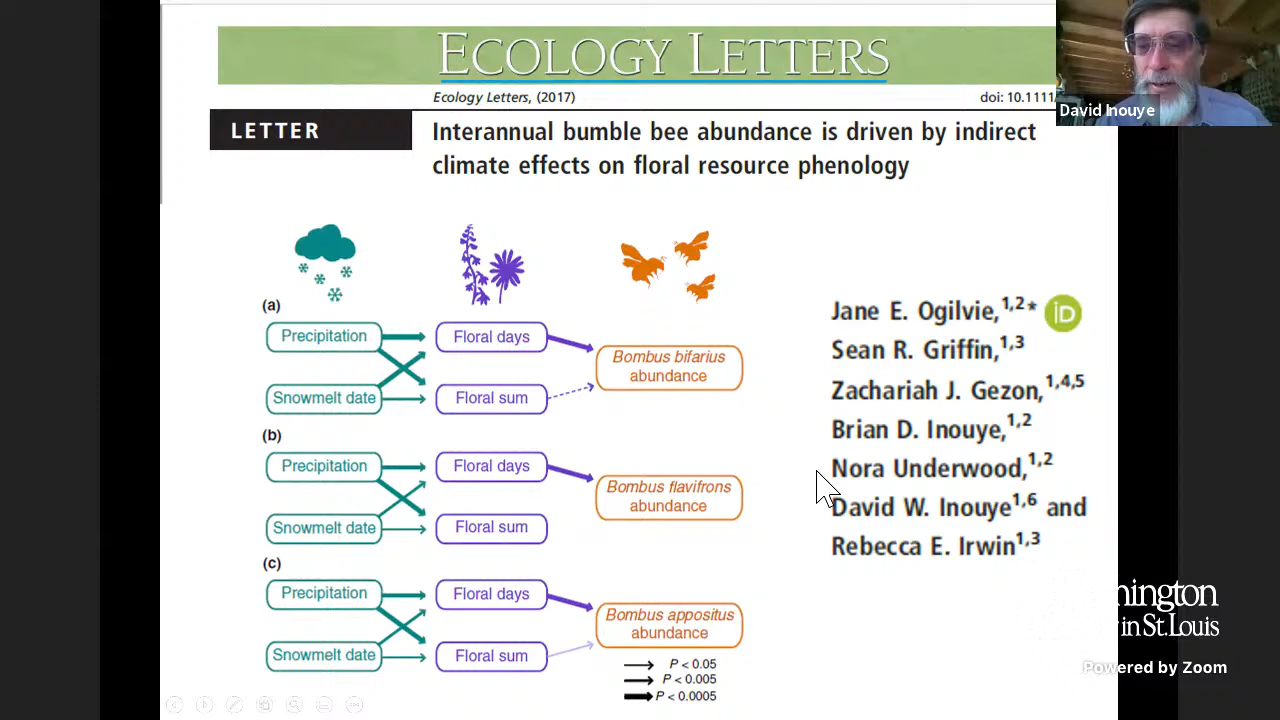 ECOLOGY LETTERS
Ecology Letters, (2017)
doi: 10.1111/
David Inouye
LETTER
Interannual bumble bee abundance is driven by indirect
climate effects on floral resource phenology
(a)
Precipitation
Floral days
Bombus bifarius
abundance
Snowmelt date
Floral sum
(b)
Precipitation
Floral days
Bombus flavifrons
abundance
Snowmelt date
Floral sum
(c)
Precipitation
Floral days
Bombus appositus
abundance
Snowmelt date
Floral sum
P < 0.05
P < 0.005
P < 0.0005
Jane E. Ogilvie,1,2* iD
Sean R. Griffin,1,3
Zachariah J. Gezon,1,4,5
Brian D. Inouye,1,2
Nora Underwood,1,2
David W. Inouye1,6 and
Rebecca E. Irwin1,3
in St. Louis
Powered by Zoom